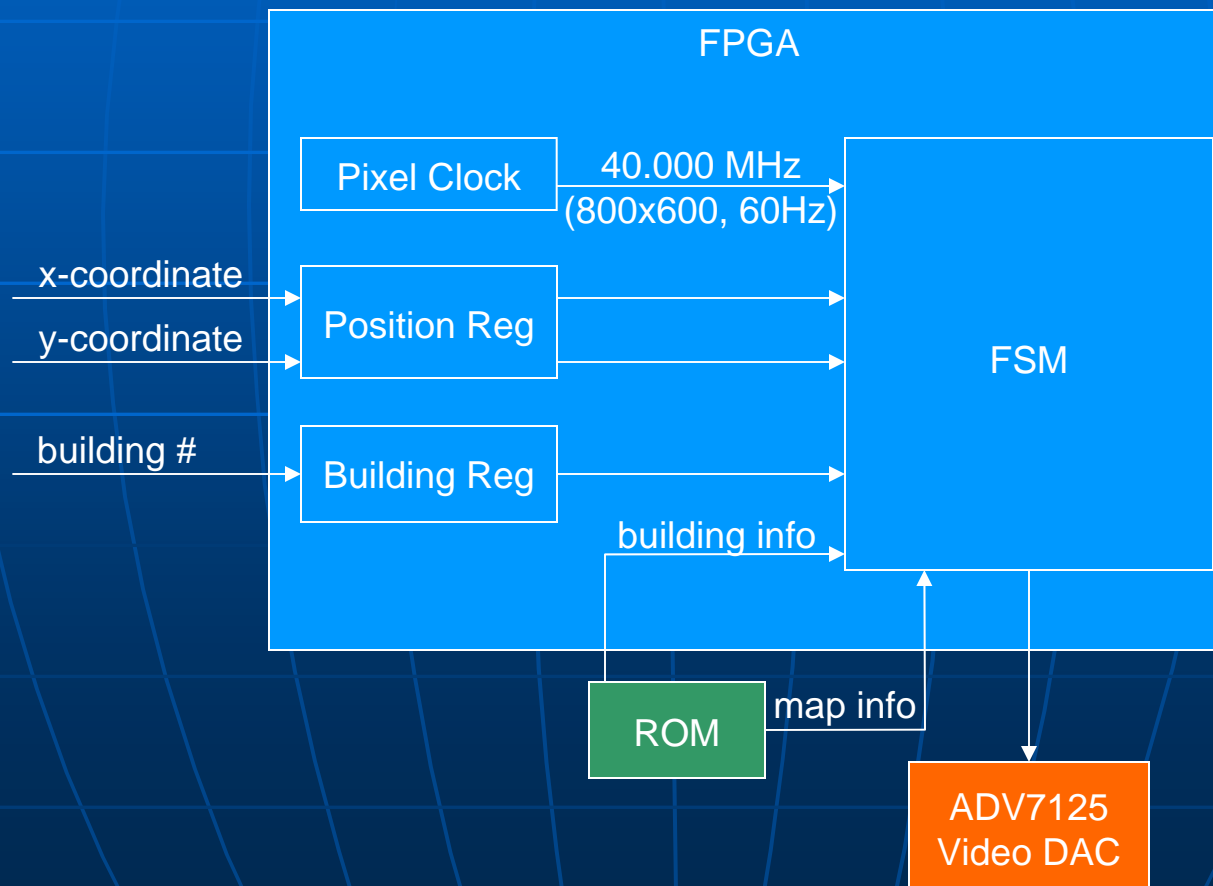 FPGA
Pixel Clock
40.000 MHz
(800x600, 60Hz)
x-coordinate
y-coordinate
Position Reg
FSM
building #
Building Reg
building info
ROM
map info
ADV7125
Video DAC